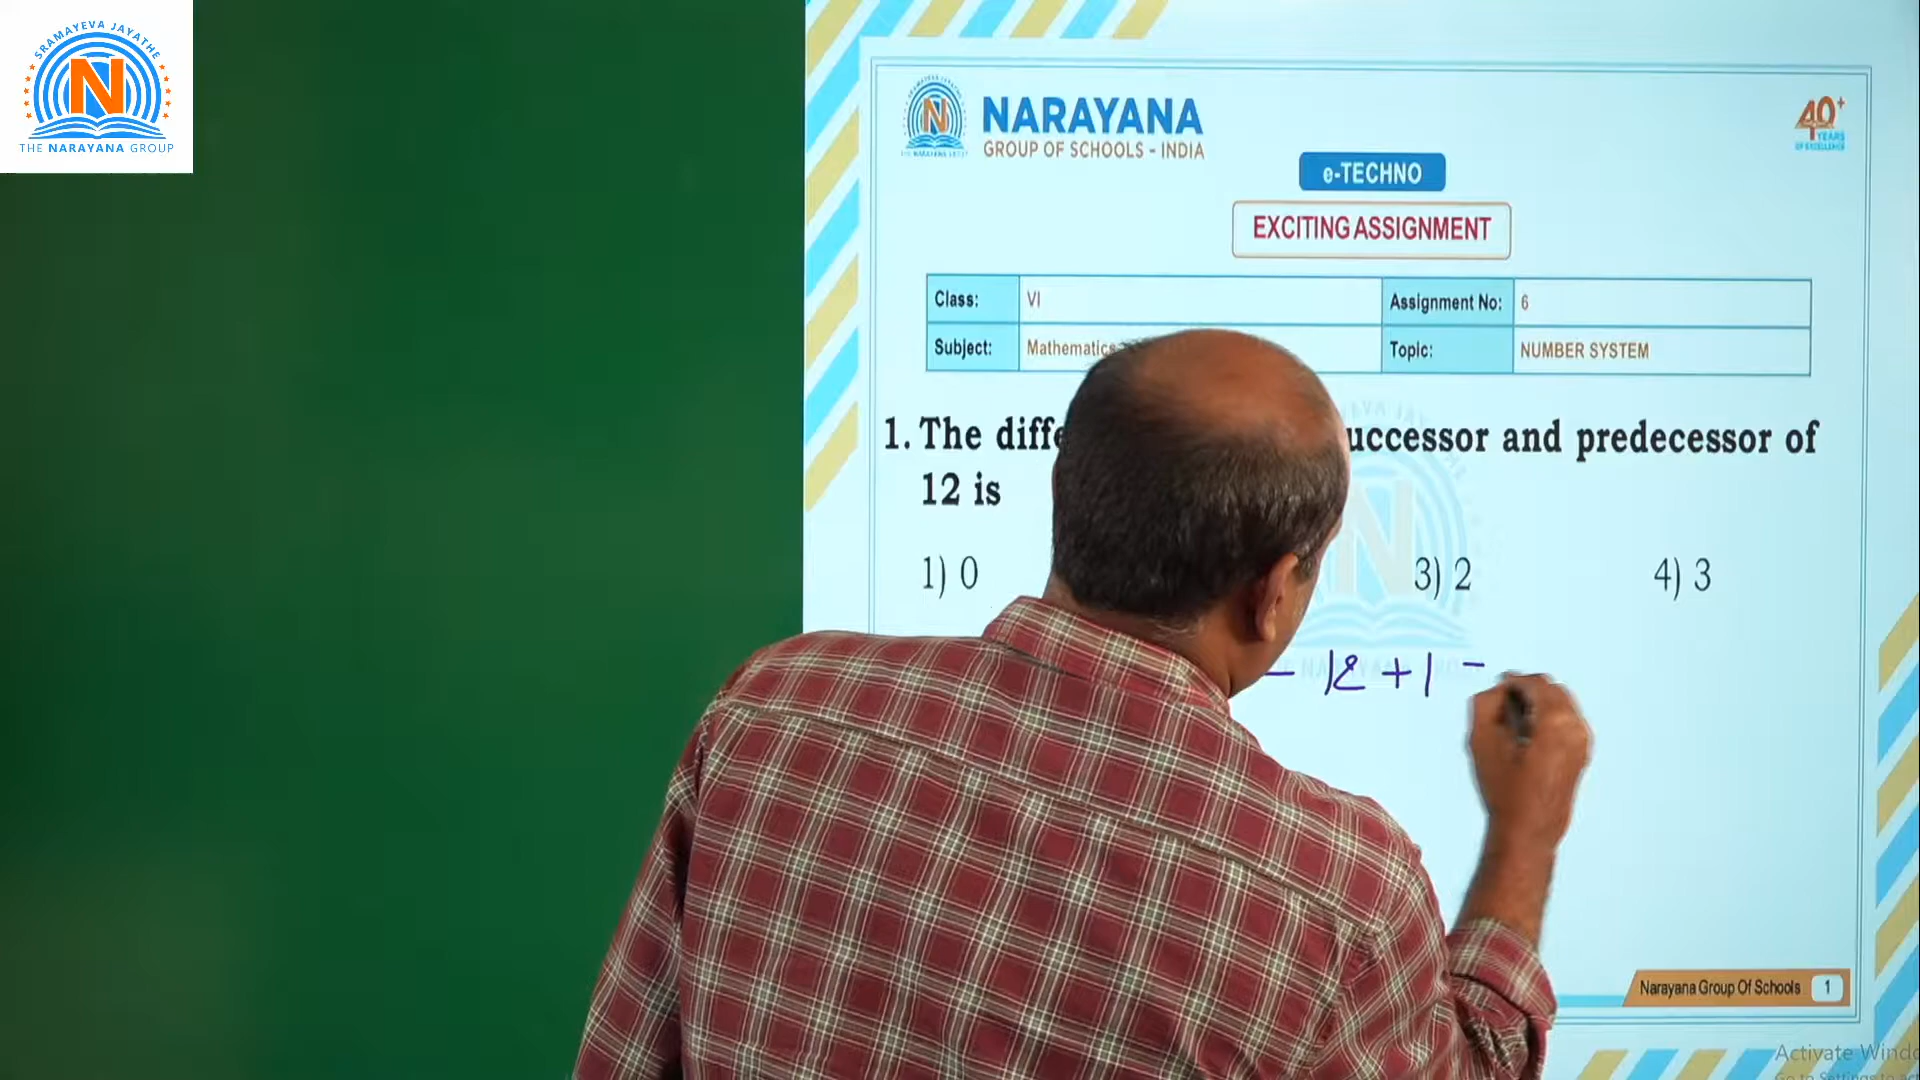 SRAMAYEVA JAYATHE
N
THE NARAYANA GROUP
N
NARAYANA
GROUP OF SCHOOLS - INDIA
40+
YEARS
OF EXCELLENCE
e-TECHNO
EXCITING ASSIGNMENT
Class: VI Assignment No: 6
Subject: Mathematics Topic: NUMBER SYSTEM
1. The diffe uccessor and predecessor of
12 is
1) 0 3) 2 4) 3
- 12 + 1 =
Narayana Group Of Schools 1
Activate Windo